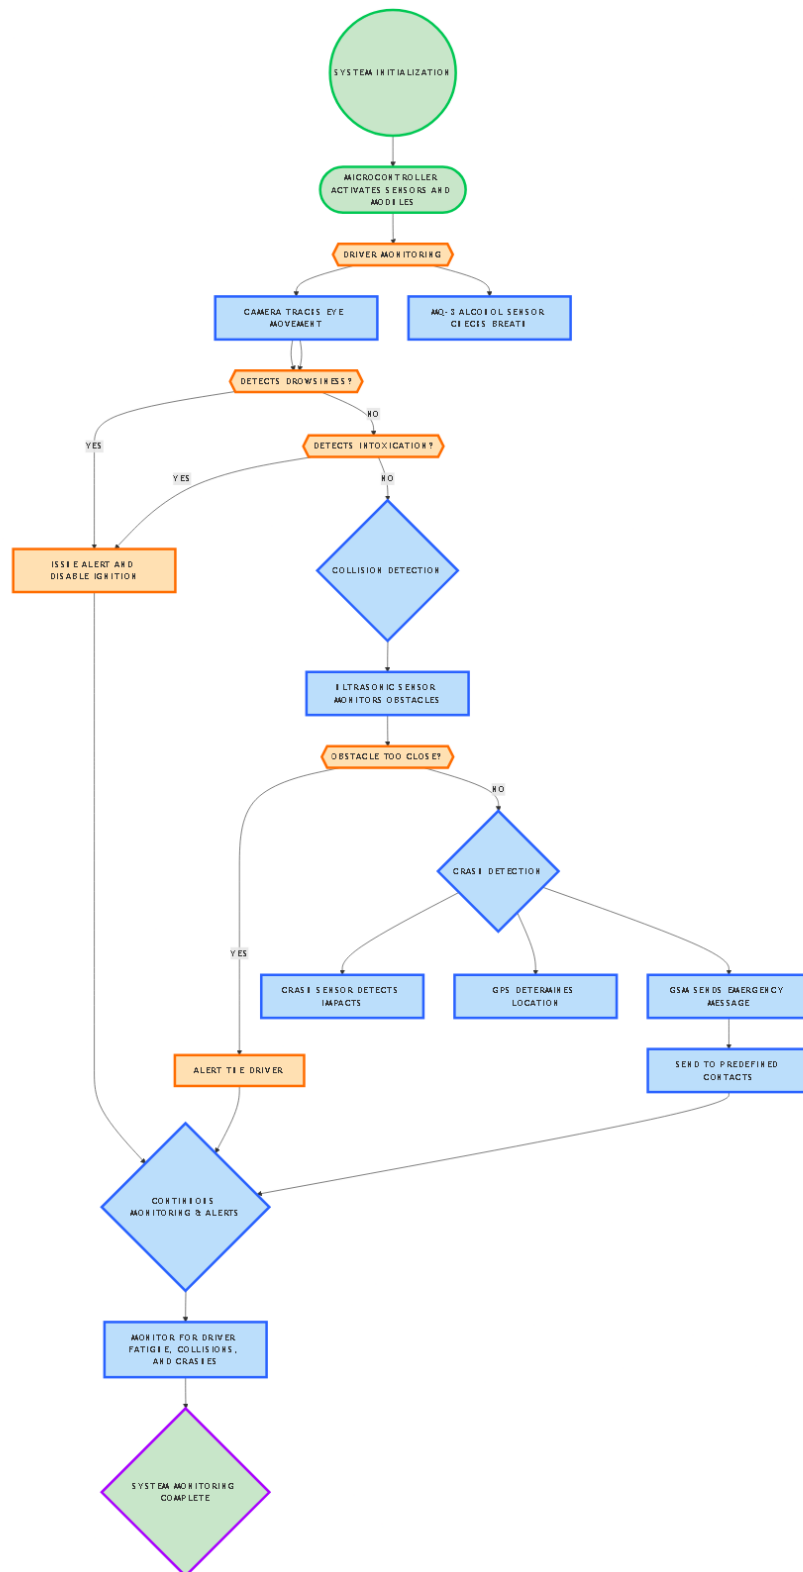 SYSTEM INITIALIZATION
MICROCONTROLLER
ACTIVATES SENSORS AND
MODULES
DRIVER MONITORING
CAMERA TRACKS EYE
MOVEMENT
MQ-3 ALCOHOL SENSOR
CHECKS BREATH
DETECTS DROWSINESS?
NO
YES
DETECTS INTOXICATION?
YES
NO
ISSUE ALERT AND
DISABLE IGNITION
COLLISION DETECTION
ULTRASONIC SENSOR
MONITORS OBSTACLES
OBSTACLE TOO CLOSE?
NO
CRASH DETECTION
YES
CRASH SENSOR DETECTS
IMPACTS
GPS DETERMINES
LOCATION
GSM SENDS EMERGENCY
MESSAGE
ALERT THE DRIVER
SEND TO PREDEFINED
CONTACTS
CONTINUOUS
MONITORING & ALERTS
MONITOR FOR DRIVER
FATIGUE, COLLISIONS,
AND CRASHES
SYSTEM MONITORING
COMPLETE